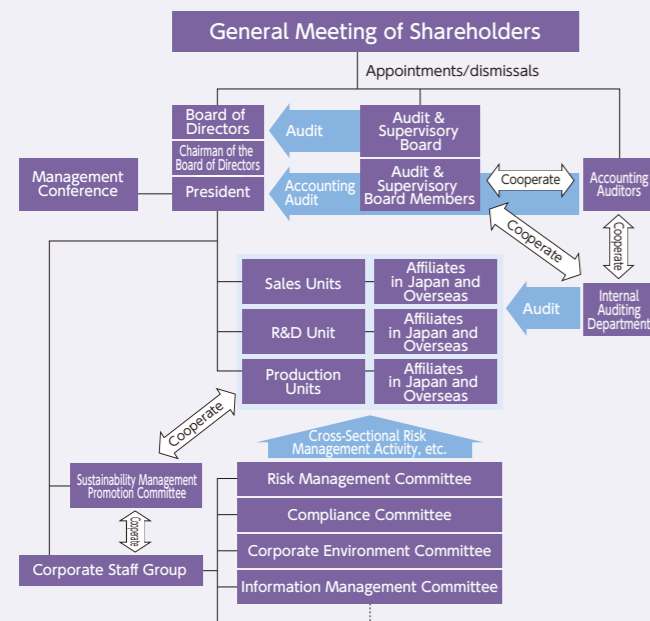 General Meeting of Shareholders
Appointments/dismissals
Board of
Directors
Chairman of the
Board of Directors
President
Audit
Audit &
Supervisory
Board
Management
Conference
Accounting
Audit
Audit &
Supervisory
Board Members
Cooperate
Accounting
Auditors
Cooperate
Cooperate
Sales Units
Affiliates
in Japan and
Overseas
Audit
Internal
Auditing
Department
R&D Unit
Affiliates
in Japan and
Overseas
Production
Units
Affiliates
in Japan and
Overseas
Cooperate
Cross-Sectional Risk
Management Activity, etc.
Sustainability Management
Promotion Committee
Risk Management Committee
Cooperate
Compliance Committee
Corporate Environment Committee
Corporate Staff Group
Information Management Committee